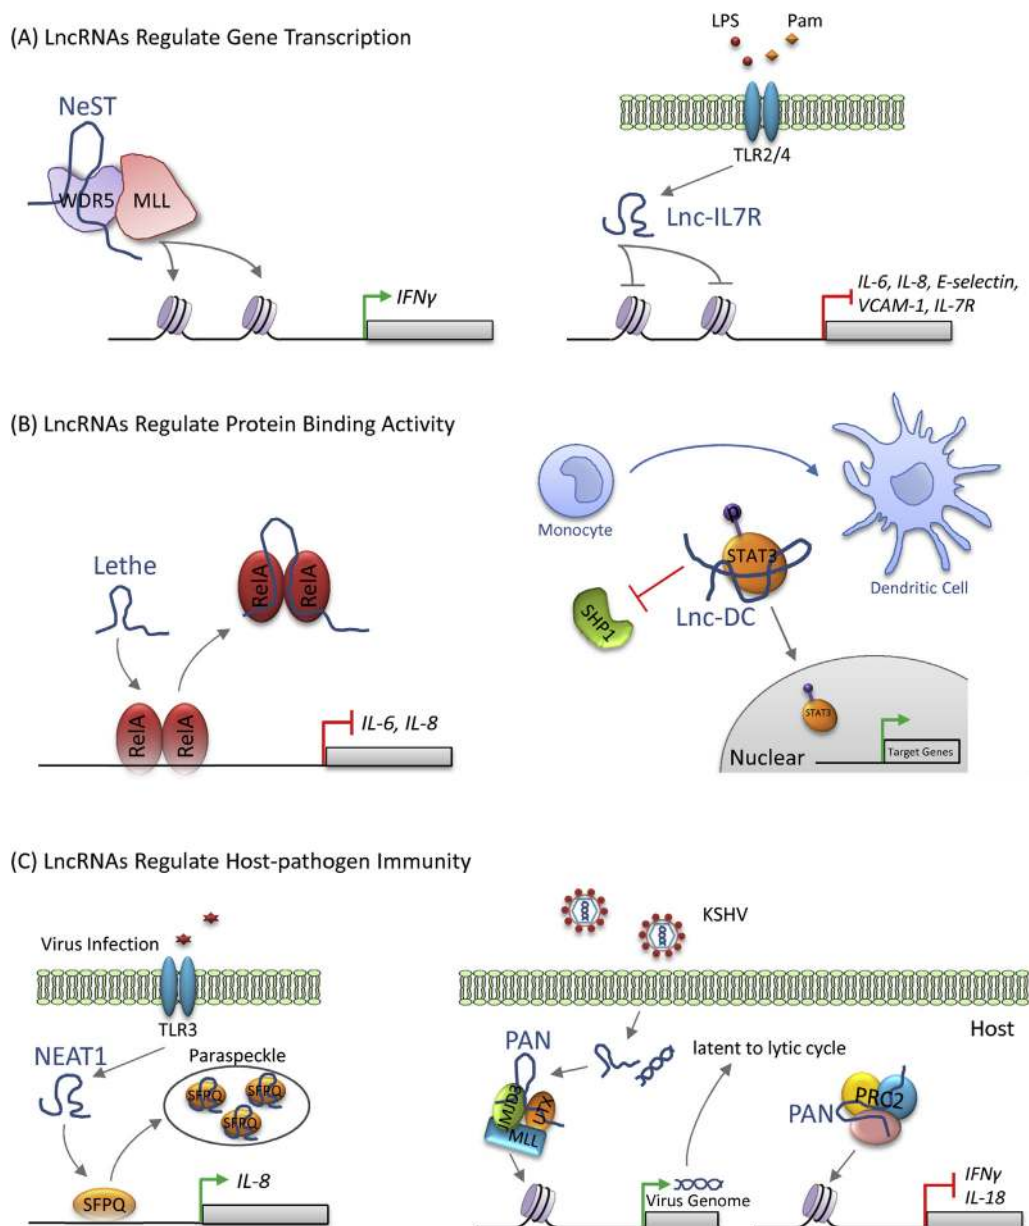 (A) LncRNAs Regulate Gene Transcription
LPS
Pam
NeST
WDR5
MLL
TLR2/4
Lnc-IL7R
IFNγ
IL-6, IL-8, E-selectin,
VCAM-1, IL-7R
(B) LncRNAs Regulate Protein Binding Activity
Monocyte
Dendritic Cell
p
STAT3
SHP1
Lnc-DC
Lethe
RelA
RelA
RelA
RelA
IL-6, IL-8
STAT3
Nuclear
Target Genes
(C) LncRNAs Regulate Host-pathogen Immunity
Virus Infection
TLR3
NEAT1
Paraspeckle
SFPQ
SFPQ
SFPQ
SFPQ
IL-8
KSHV
Host
PAN
JMJD3
UTX
MLL
latent to lytic cycle
Virus Genome
PAN
PRC2
IFNγ
IL-18